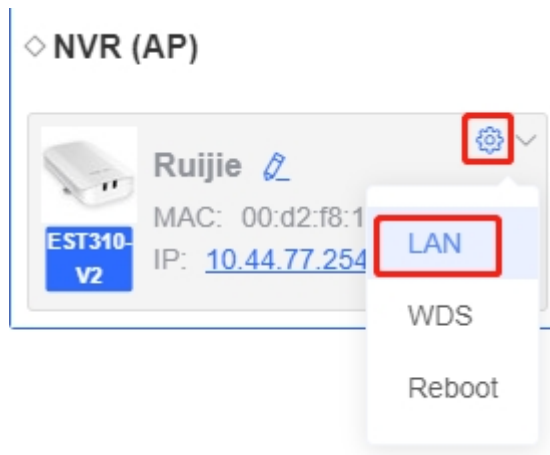 NVR (AP)
Ruijie
MAC: 00:d2:f8:1
IP: 10.44.77.254
EST310-
V2
LAN
WDS
Reboot